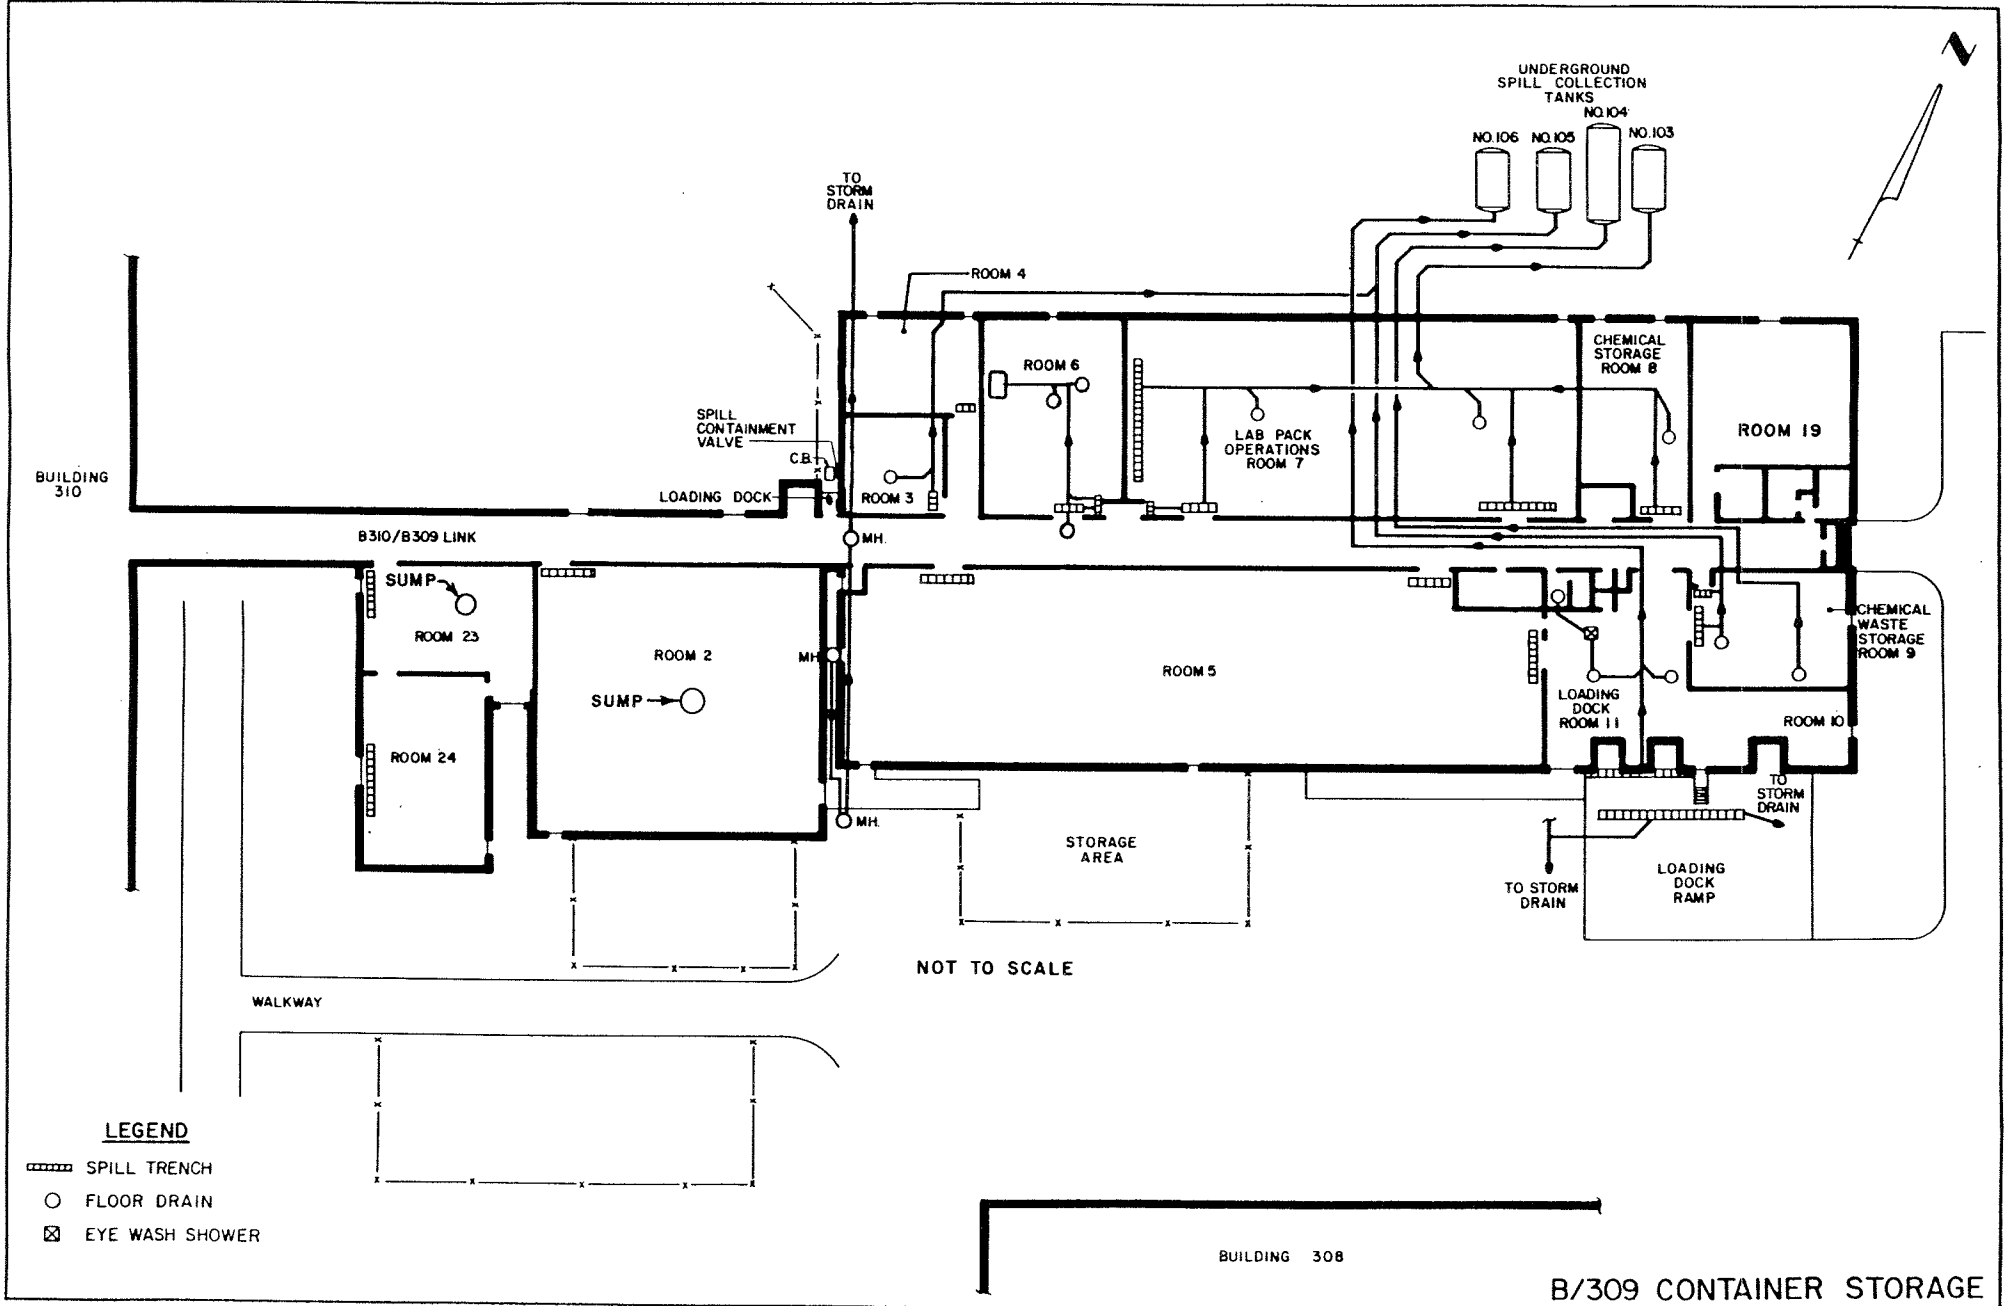 N
UNDERGROUND
SPILL COLLECTION
TANKS
NO.104
NO.106
NO.105
NO.103
TO
STORM
DRAIN
ROOM 4
CHEMICAL
STORAGE
ROOM 8
ROOM 6
SPILL
CONTAINMENT
VALVE
C.B.
LAB PACK
OPERATIONS
ROOM 7
ROOM 19
BUILDING
310
LOADING DOCK
ROOM 3
B310/B309 LINK
MH.
SUMP
ROOM 23
ROOM 2
MH
SUMP
ROOM 5
CHEMICAL
WASTE
STORAGE
ROOM 9
LOADING
DOCK
ROOM 11
ROOM 10
ROOM 24
TO
STORM
DRAIN
MH.
STORAGE
AREA
TO STORM
DRAIN
LOADING
DOCK
RAMP
NOT TO SCALE
WALKWAY
LEGEND
SPILL TRENCH
FLOOR DRAIN
EYE WASH SHOWER
BUILDING 308
B/309 CONTAINER STORAGE